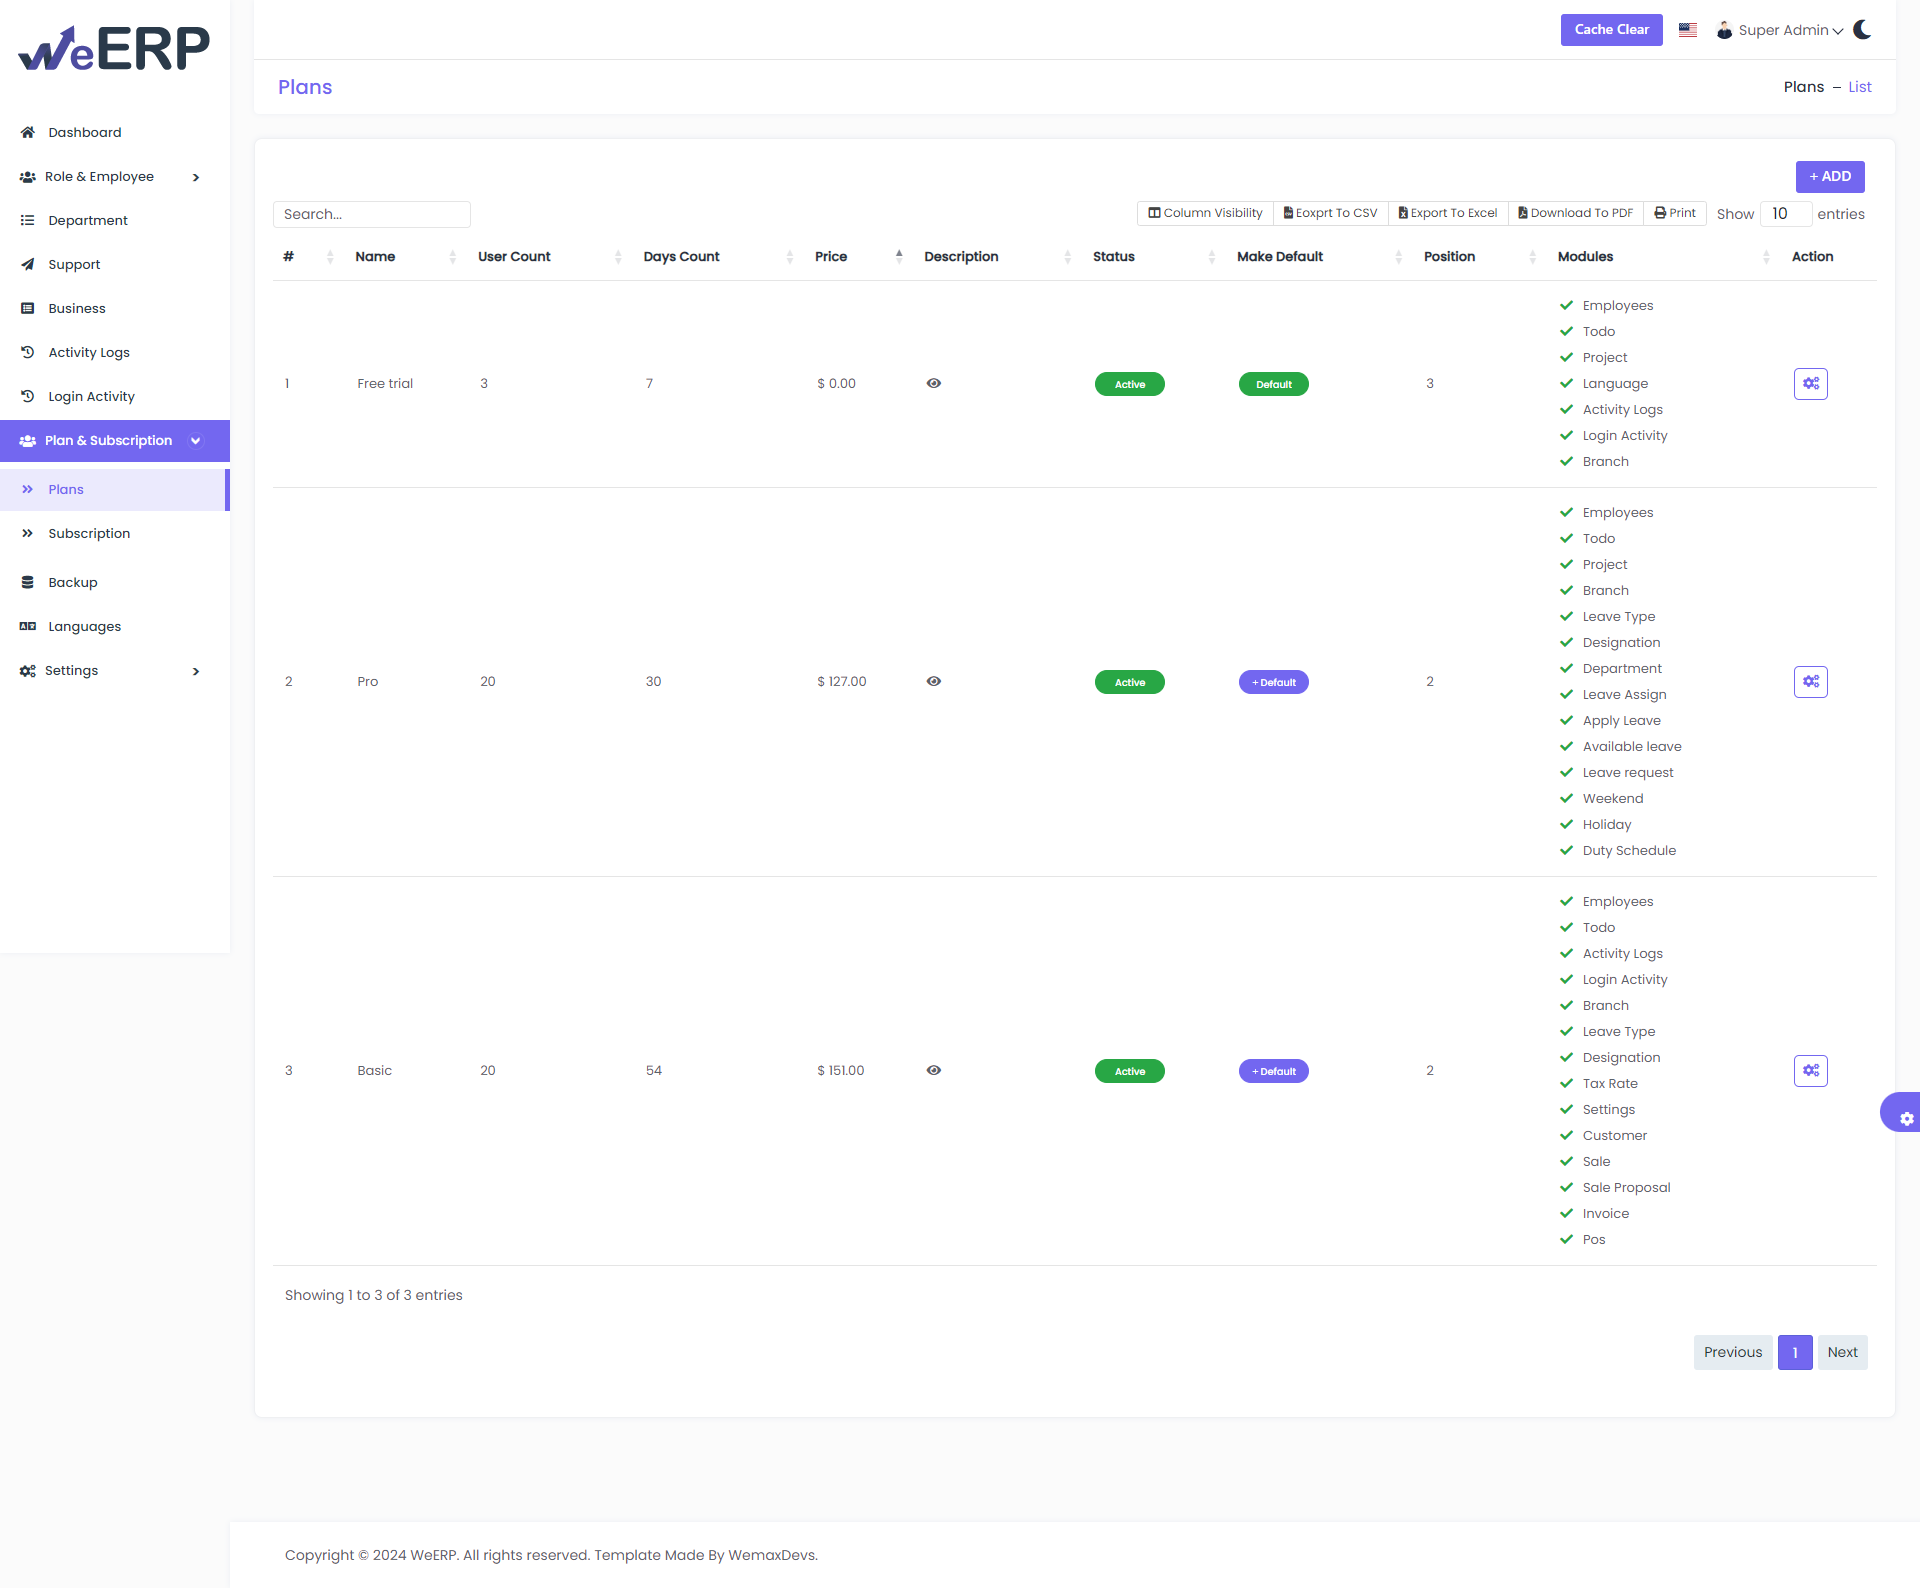 WeERP
Cache Clear
Super Admin
Plans
Plans – List
Dashboard
Role & Employee
Department
Support
Business
Activity Logs
Login Activity
Plan & Subscription
Plans
Subscription
Backup
Languages
Settings
+ ADD
Search...
Column Visibility Eoxprt To CSV Export To Excel Download To PDF Print Show 10 entries
# Name User Count Days Count Price Description Status Make Default Position Modules Action
1 Free trial 3 7 $ 0.00 Active Default 3
Employees
Todo
Project
Language
Activity Logs
Login Activity
Branch
2 Pro 20 30 $ 127.00 Active + Default 2
Employees
Todo
Project
Branch
Leave Type
Designation
Department
Leave Assign
Apply Leave
Available leave
Leave request
Weekend
Holiday
Duty Schedule
3 Basic 20 54 $ 151.00 Active + Default 2
Employees
Todo
Activity Logs
Login Activity
Branch
Leave Type
Designation
Tax Rate
Settings
Customer
Sale
Sale Proposal
Invoice
Pos
Showing 1 to 3 of 3 entries
Previous 1 Next
Copyright © 2024 WeERP. All rights reserved. Template Made By WemaxDevs.